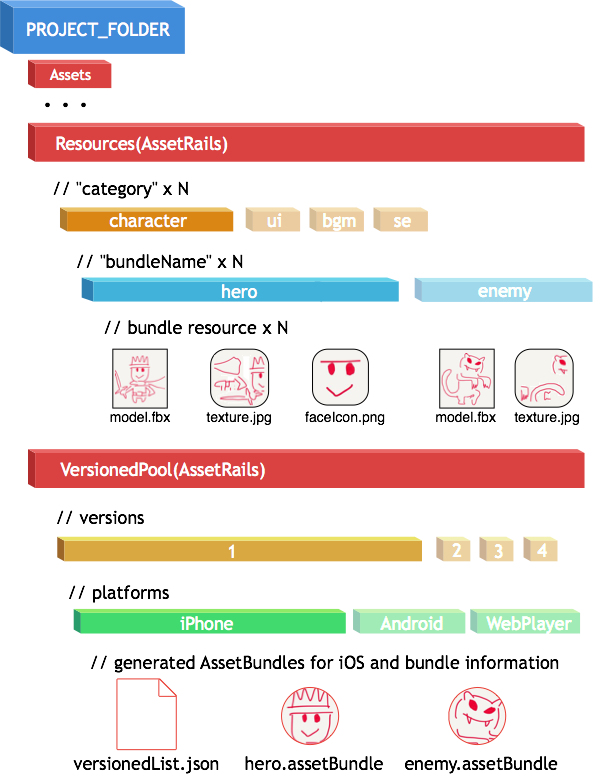 PROJECT_FOLDER
Assets
• • •
Resources(AssetRails)
// "category" x N
character ui bgm se
// "bundleName" x N
hero enemy
// bundle resource x N
model.fbx texture.jpg faceIcon.png model.fbx texture.jpg
VersionedPool(AssetRails)
// versions
1 2 3 4
// platforms
iPhone Android WebPlayer
// generated AssetBundles for iOS and bundle information
versionedList.json hero.assetBundle enemy.assetBundle